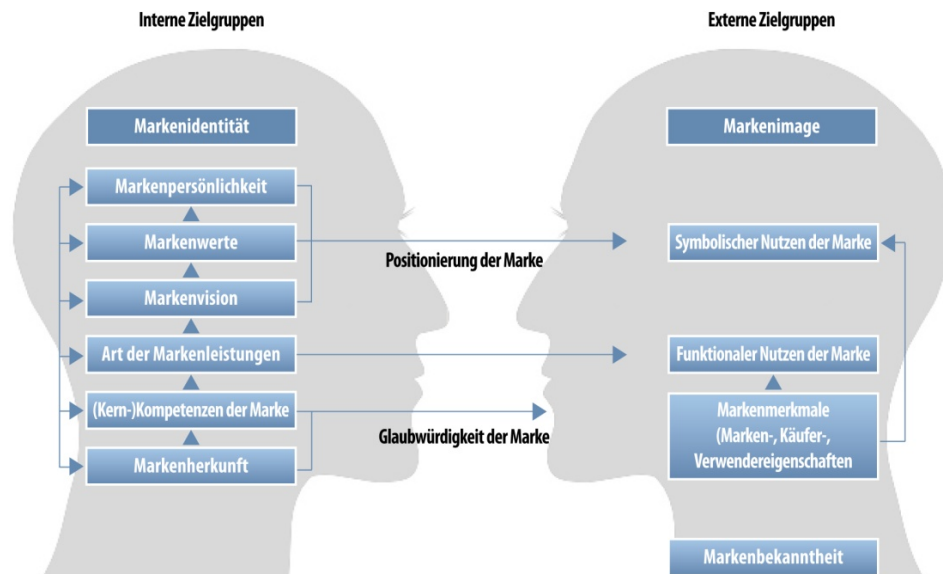 Interne Zielgruppen
Markenidentität
Markenpersönlichkeit
Markenwerte
Markenvision
Art der Markenleistungen
(Kern-)Kompetenzen der Marke
Markenherkunft
Positionierung der Marke
Glaubwürdigkeit der Marke
Externe Zielgruppen
Markenimage
Symbolischer Nutzen der Marke
Funktionaler Nutzen der Marke
Markenmerkmale
(Marken-, Käufer-,
Verwendereigenschaften
Markenbekanntheit